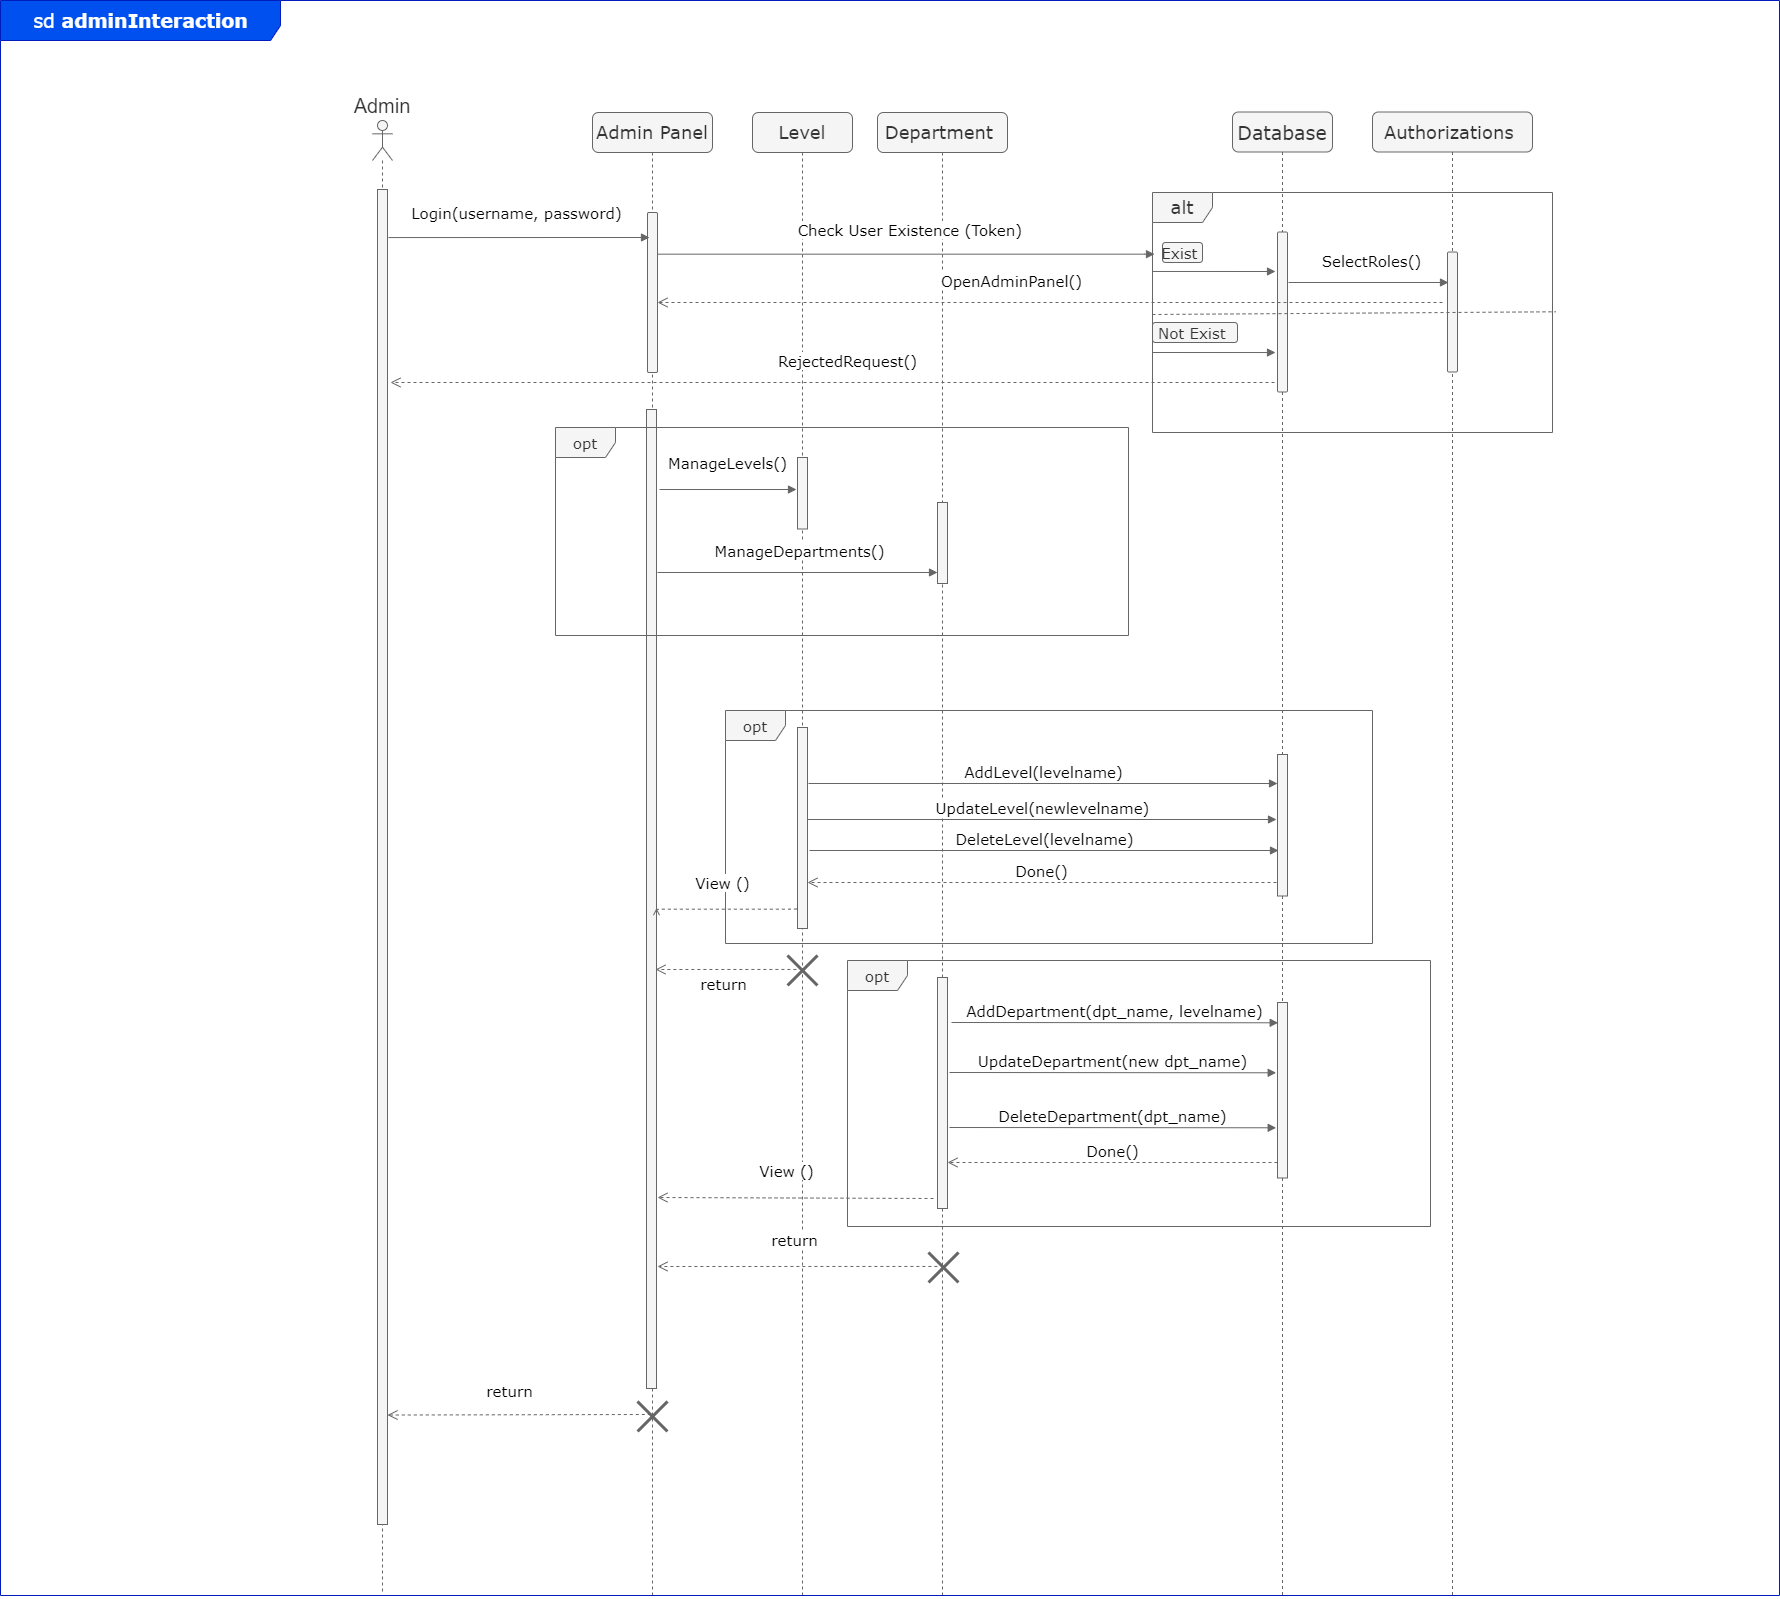 sd adminInteraction
Admin
Admin Panel
Level
Department
Database
Authorizations
alt
Login(username, password)
Check User Existence (Token)
Exist
SelectRoles()
OpenAdminPanel()
Not Exist
RejectedRequest()
opt
ManageLevels()
ManageDepartments()
opt
AddLevel(levelname)
UpdateLevel(newlevelname)
DeleteLevel(levelname)
Done()
View ()
return
opt
AddDepartment(dpt_name, levelname)
UpdateDepartment(new dpt_name)
DeleteDepartment(dpt_name)
Done()
View ()
return
return